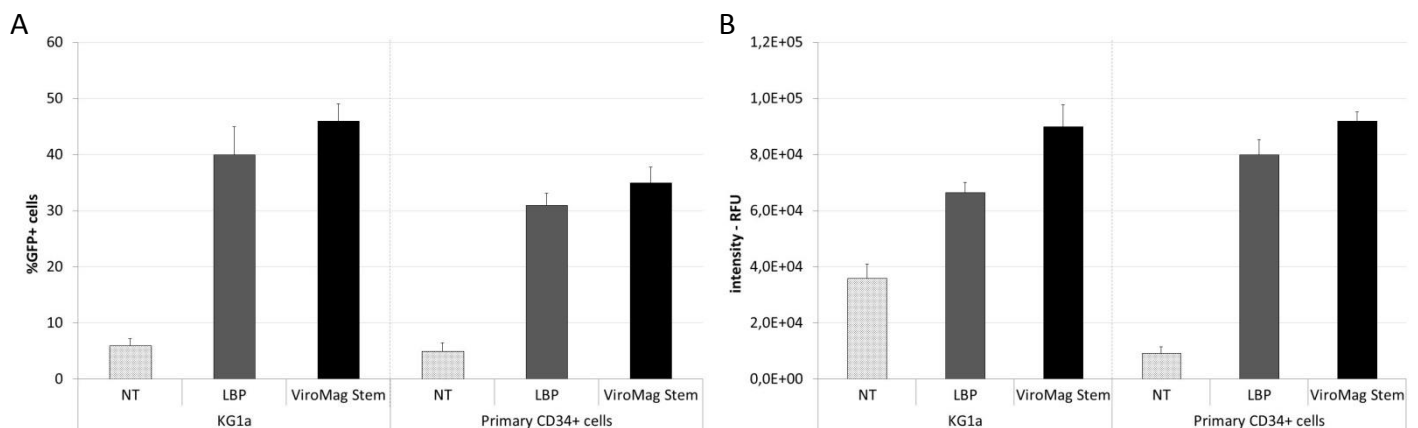 A
60
50
40
30
20
10
0
%GFP+ cells
NT LBP ViroMag Stem NT LBP ViroMag Stem
KG1a Primary CD34+ cells
B
1,2E+05
1,0E+05
8,0E+04
6,0E+04
4,0E+04
2,0E+04
0,0E+00
intensity - RFU
NT LBP ViroMag Stem NT LBP ViroMag Stem
KG1a Primary CD34+ cells